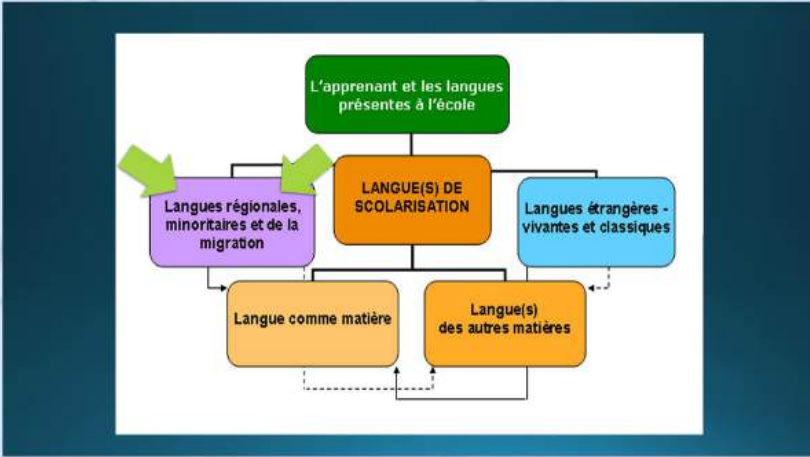 L'apprenant et les langues
présentes à l'école
LANGUE(S) DE
SCOLARISATION
Langues régionales,
minoritaires et de la
migration
Langues étrangères -
vivantes et classiques
Langue comme matière
Langue(s)
des autres matières